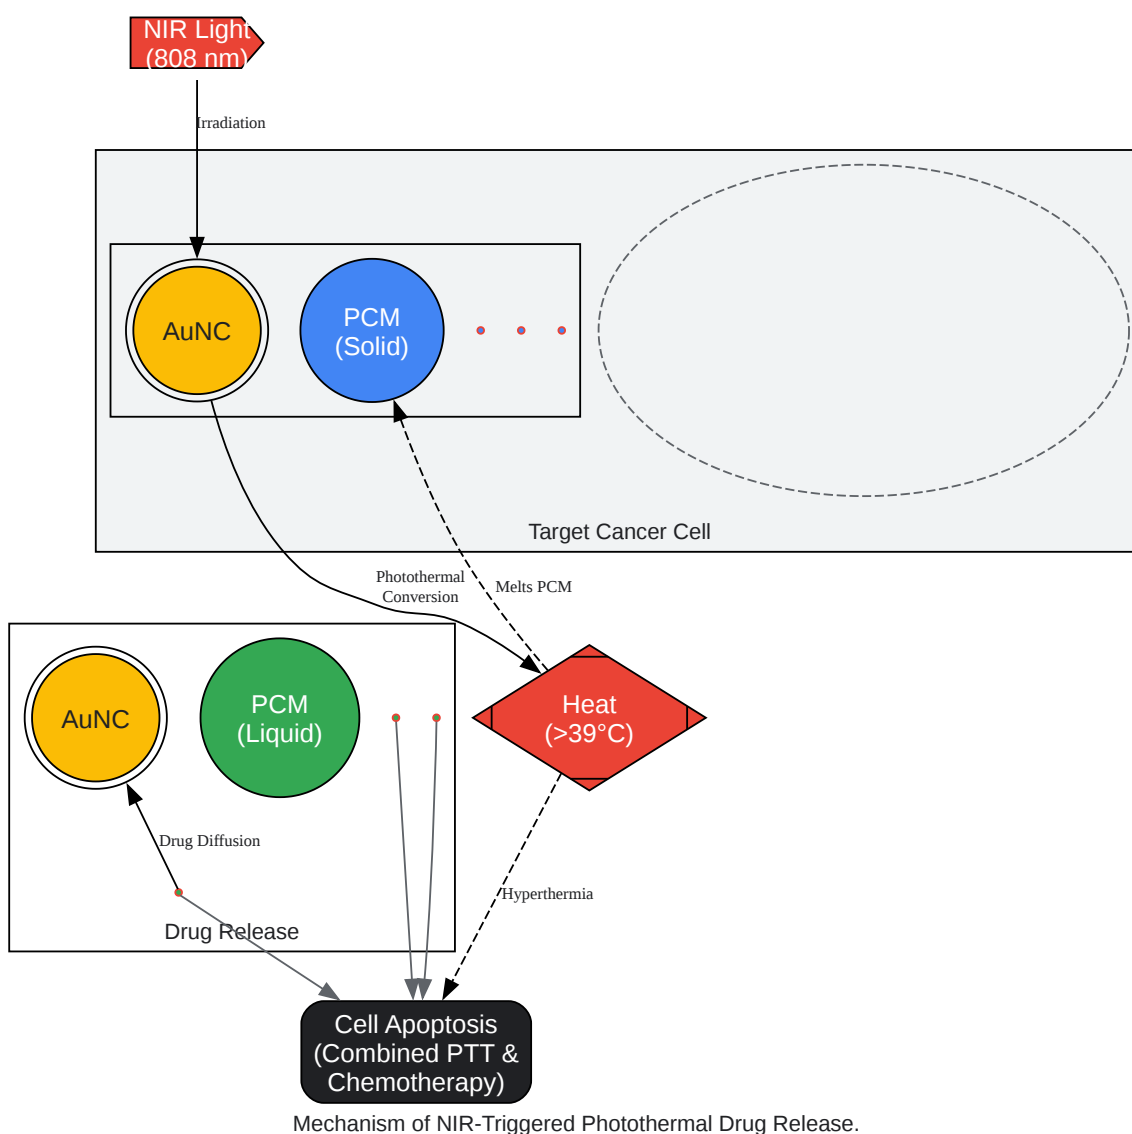 NIR Light
(808 nm)
Irradiation
AuNC
PCM
(Solid)
Target Cancer Cell
Photothermal
Conversion
Melts PCM
AuNC
PCM
(Liquid)
Heat
(>39°C)
Drug Diffusion
Hyperthermia
Drug Release
Cell Apoptosis
(Combined PTT &
Chemotherapy)
Mechanism of NIR-Triggered Photothermal Drug Release.